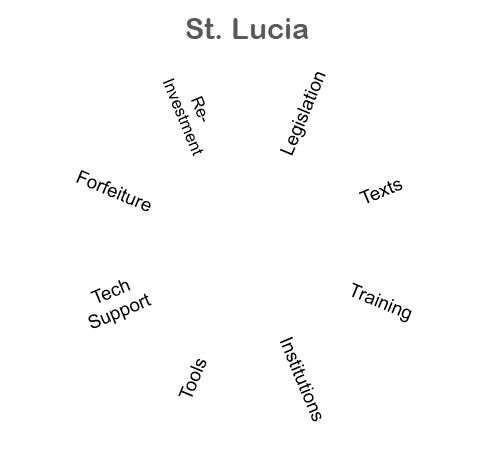 St. Lucia
Legislation
Texts
Training
Institutions
Tools
Tech
Support
Forfeiture
Re-
Investment